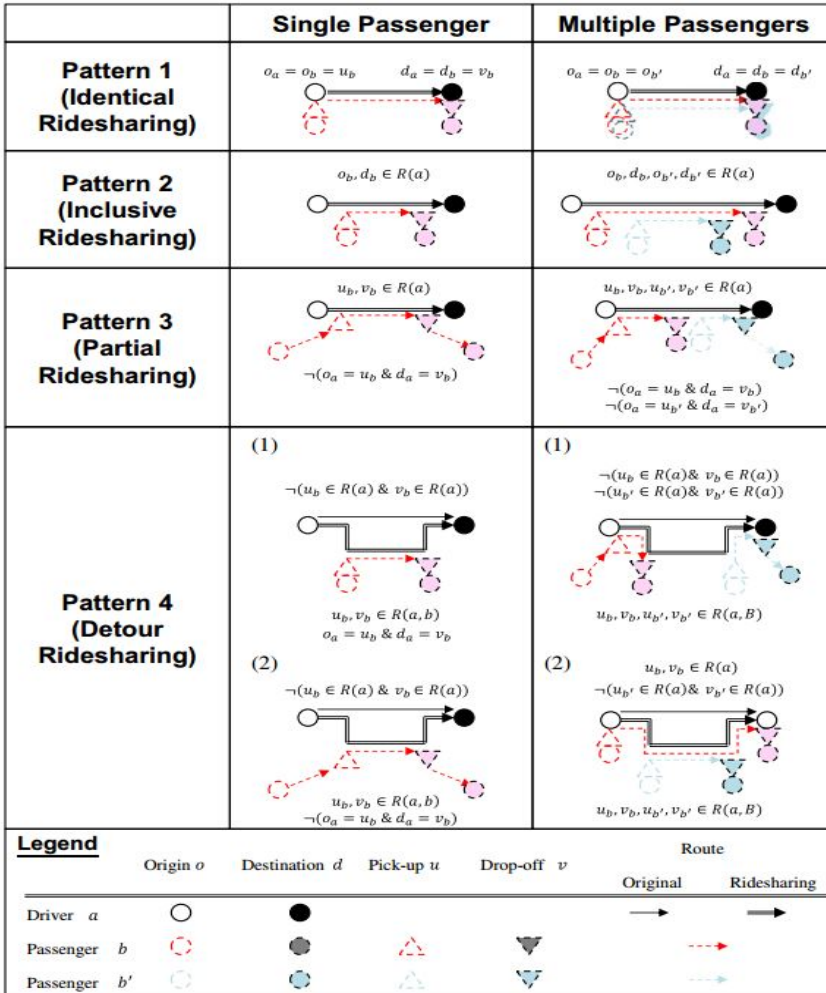 Single Passenger
Multiple Passengers
Pattern 1
(Identical
Ridesharing)
o_a = o_b = u_b
d_a = d_b = v_b
o_a = o_b = o_b'
d_a = d_b = d_b'
Pattern 2
(Inclusive
Ridesharing)
o_b, d_b ∈ R(a)
o_b, d_b, o_b', d_b' ∈ R(a)
Pattern 3
(Partial
Ridesharing)
u_b, v_b ∈ R(a)
¬(o_a = u_b & d_a = v_b)
u_b, v_b, u_b', v_b' ∈ R(a)
¬(o_a = u_b & d_a = v_b)
¬(o_a = u_b' & d_a = v_b')
Pattern 4
(Detour
Ridesharing)
(1)
¬(u_b ∈ R(a) & v_b ∈ R(a))
u_b, v_b ∈ R(a, b)
o_a = u_b & d_a = v_b
(2)
¬(u_b ∈ R(a) & v_b ∈ R(a))
u_b, v_b ∈ R(a, b)
¬(o_a = u_b & d_a = v_b)
(1)
¬(u_b ∈ R(a)& v_b ∈ R(a))
¬(u_b' ∈ R(a)& v_b' ∈ R(a))
u_b, v_b, u_b', v_b' ∈ R(a, B)
(2)
u_b, v_b ∈ R(a)
¬(u_b' ∈ R(a)& v_b' ∈ R(a))
u_b, v_b, u_b', v_b' ∈ R(a, B)
Legend
Origin o
Destination d
Pick-up u
Drop-off v
Route
Original
Ridesharing
Driver a
Passenger b
Passenger b'